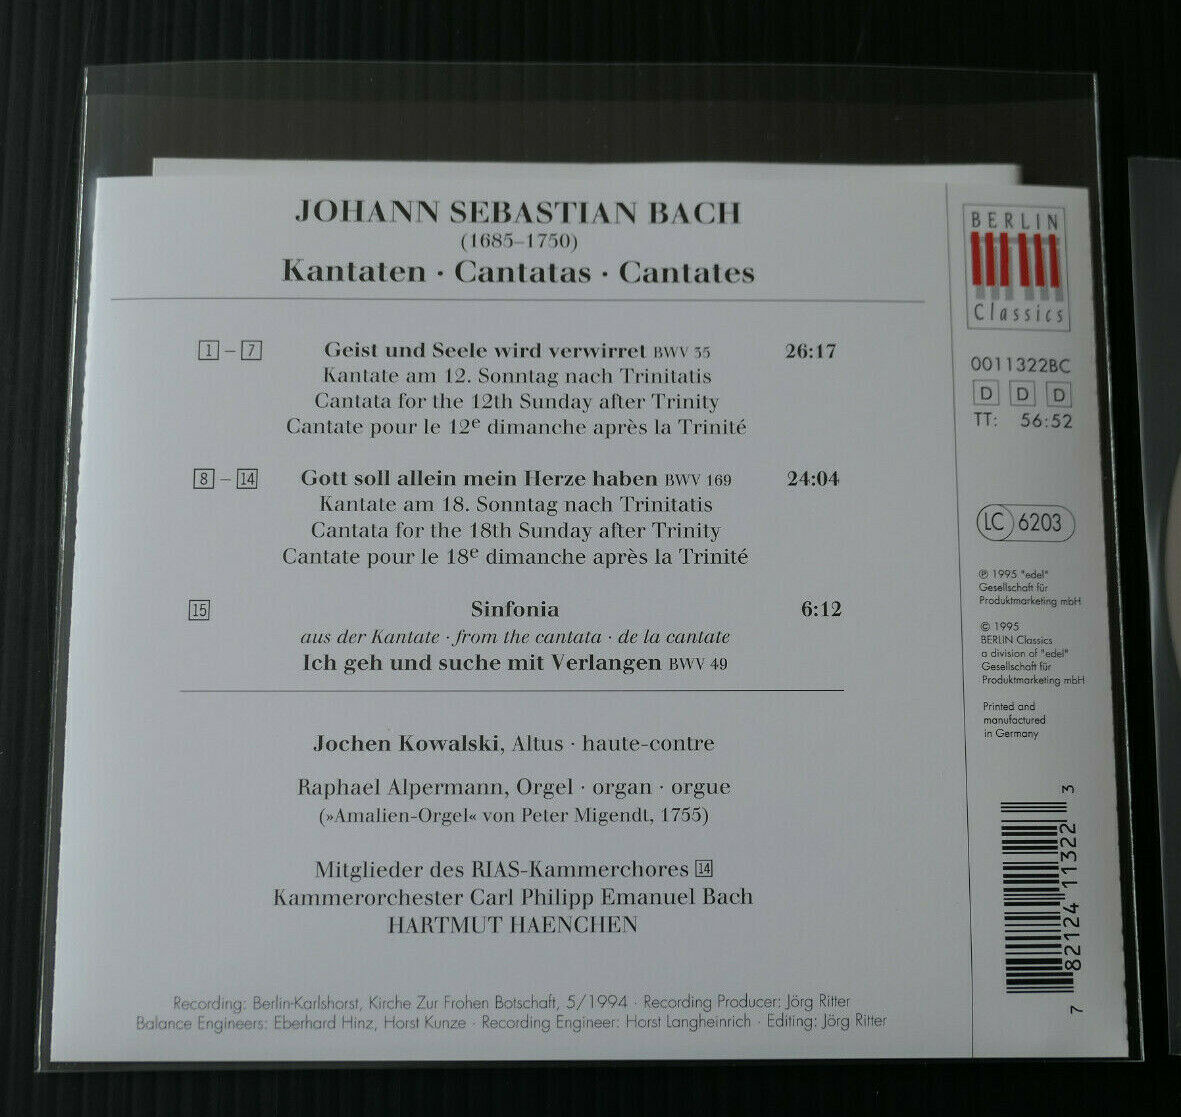 JOHANN SEBASTIAN BACH
(1685–1750)
Kantaten · Cantatas · Cantates
1 – 7 Geist und Seele wird verwirret BWV 35 26:17
Kantate am 12. Sonntag nach Trinitatis
Cantata for the 12th Sunday after Trinity
Cantate pour le 12e dimanche après la Trinité
8 – 14 Gott soll allein mein Herze haben BWV 169 24:04
Kantate am 18. Sonntag nach Trinitatis
Cantata for the 18th Sunday after Trinity
Cantate pour le 18e dimanche après la Trinité
15 Sinfonia 6:12
aus der Kantate · from the cantata · de la cantate
Ich geh und suche mit Verlangen BWV 49
Jochen Kowalski, Altus · haute-contre
Raphael Alpermann, Orgel · organ · orgue
(»Amalien-Orgel« von Peter Migendt, 1755)
Mitglieder des RIAS-Kammerchores 14
Kammerorchester Carl Philipp Emanuel Bach
HARTMUT HAENCHEN
Recording: Berlin-Karlshorst, Kirche Zur Frohen Botschaft, 5/1994 · Recording Producer: Jörg Ritter
Balance Engineers: Eberhard Hinz, Horst Kunze · Recording Engineer: Horst Langheinrich · Editing: Jörg Ritter
BERLIN
Classics
0011322BC
D D D
TT: 56:52
LC 6203
℗ 1995 "edel"
Gesellschaft für
Produktmarketing mbH
© 1995
BERLIN Classics
a division of "edel"
Gesellschaft für
Produktmarketing mbH
Printed and
manufactured
in Germany
7 82124 11322 3